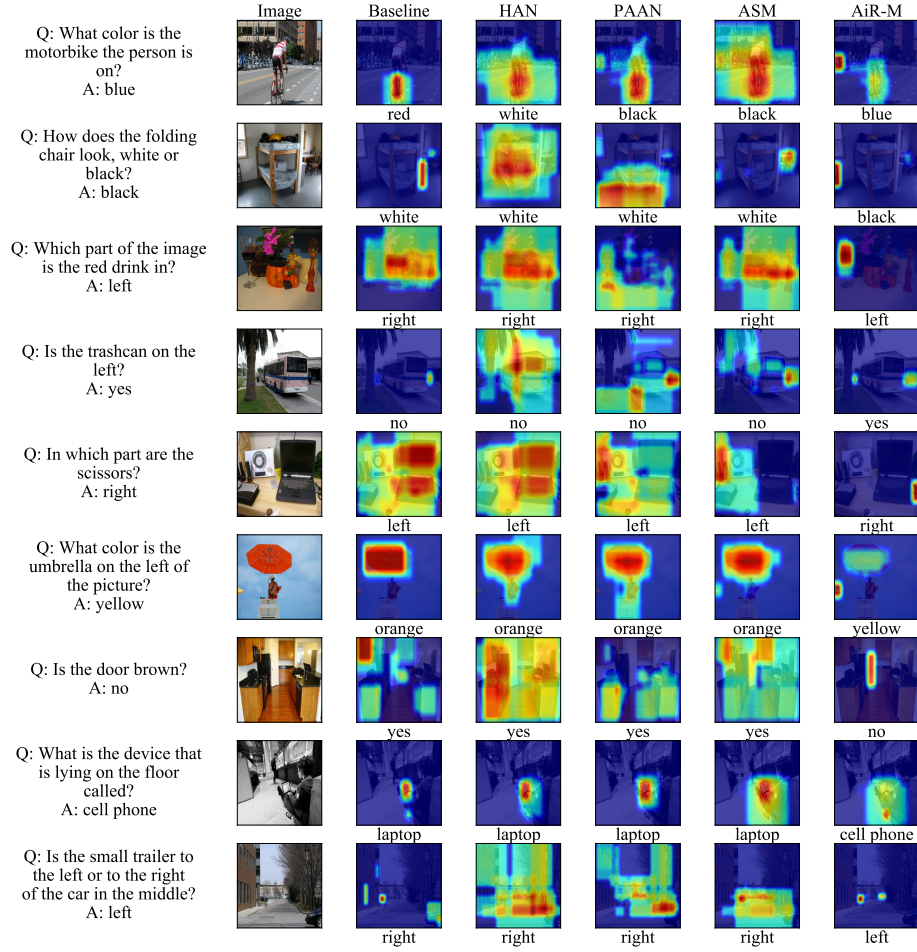 Image Baseline HAN PAAN ASM AiR-M
Q: What color is the
motorbike the person is
on?
A: blue
red white black black blue
Q: How does the folding
chair look, white or
black?
A: black
white white white white black
Q: Which part of the image
is the red drink in?
A: left
right right right right left
Q: Is the trashcan on the
left?
A: yes
no no no no yes
Q: In which part are the
scissors?
A: right
left left left left right
Q: What color is the
umbrella on the left of
the picture?
A: yellow
orange orange orange orange yellow
Q: Is the door brown?
A: no
yes yes yes yes no
Q: What is the device that
is lying on the floor
called?
A: cell phone
laptop laptop laptop laptop cell phone
Q: Is the small trailer to
the left or to the right
of the car in the middle?
A: left
right right right right left